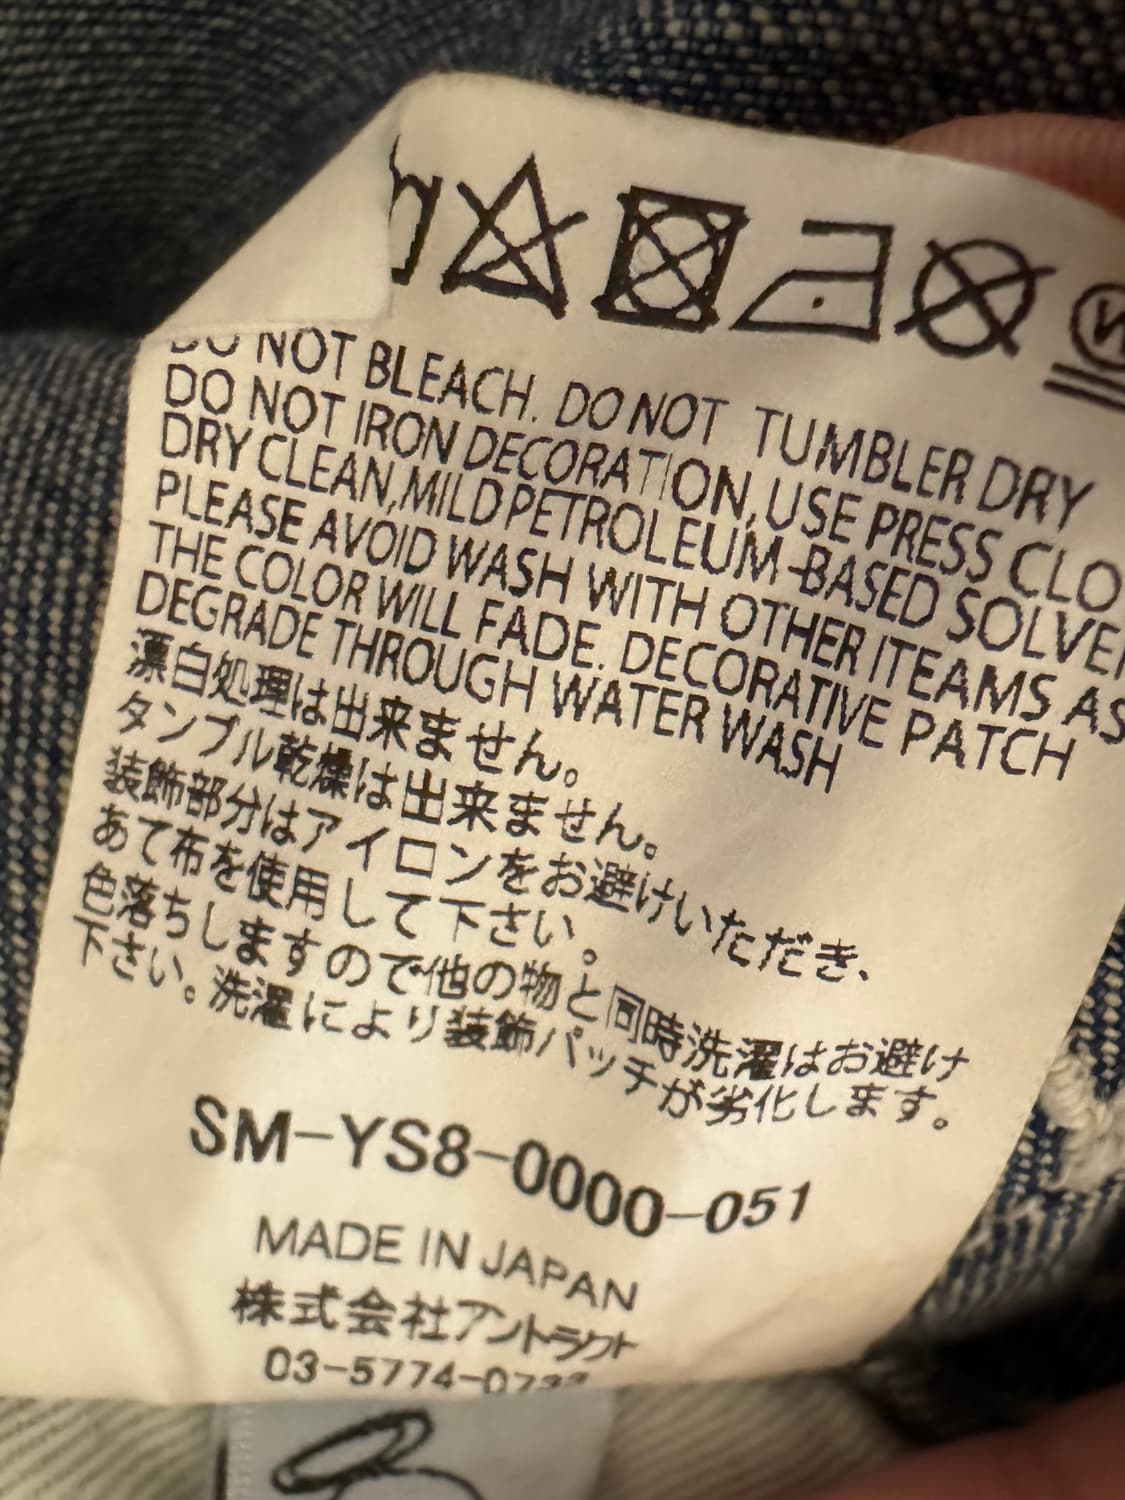 DO NOT BLEACH. DO NOT TUMBLER DRY
DO NOT IRON DECORATION, USE PRESS CLO
DRY CLEAN, MILD PETROLEUM-BASED SOLVE
PLEASE AVOID WASH WITH OTHER ITEAMS AS
THE COLOR WILL FADE. DECORATIVE PATCH
DEGRADE THROUGH WATER WASH
漂白処理は出来ません。
タンブル乾燥は出来ません。
装飾部分はアイロンをお避けいただき、
あて布を使用して下さい。
色落ちしますので他の物と同時洗濯はお避け
下さい。洗濯により装飾パッチが劣化します。
SM-YS8-0000-051
MADE IN JAPAN
株式会社アントラクト
03-5774-07